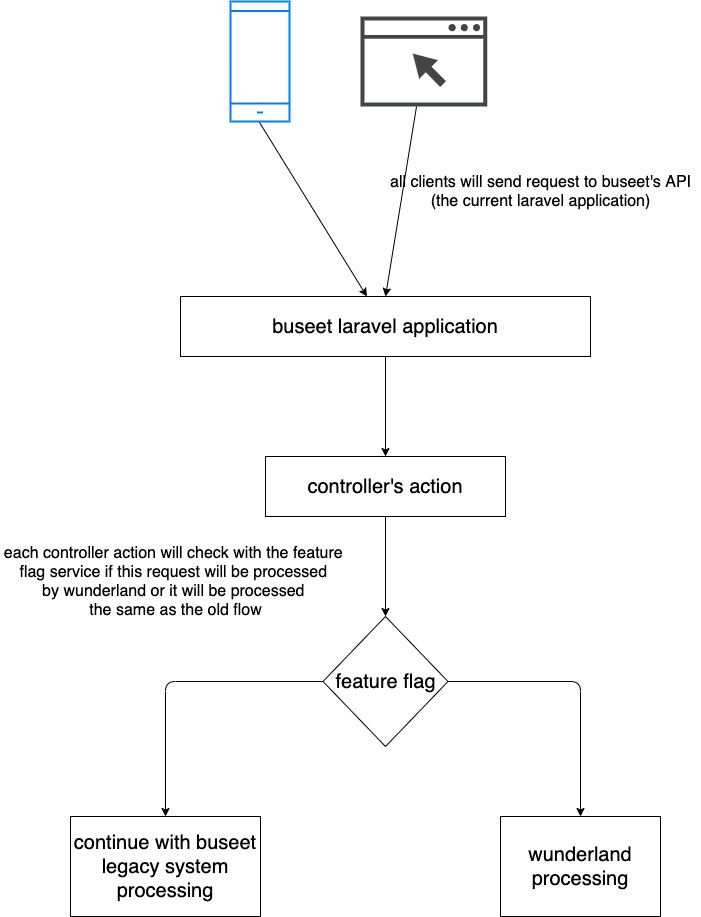 all clients will send request to buseet's API
(the current laravel application)
buseet laravel application
controller's action
each controller action will check with the feature
flag service if this request will be processed
by wunderland or it will be processed
the same as the old flow
feature flag
continue with buseet
legacy system
processing
wunderland
processing